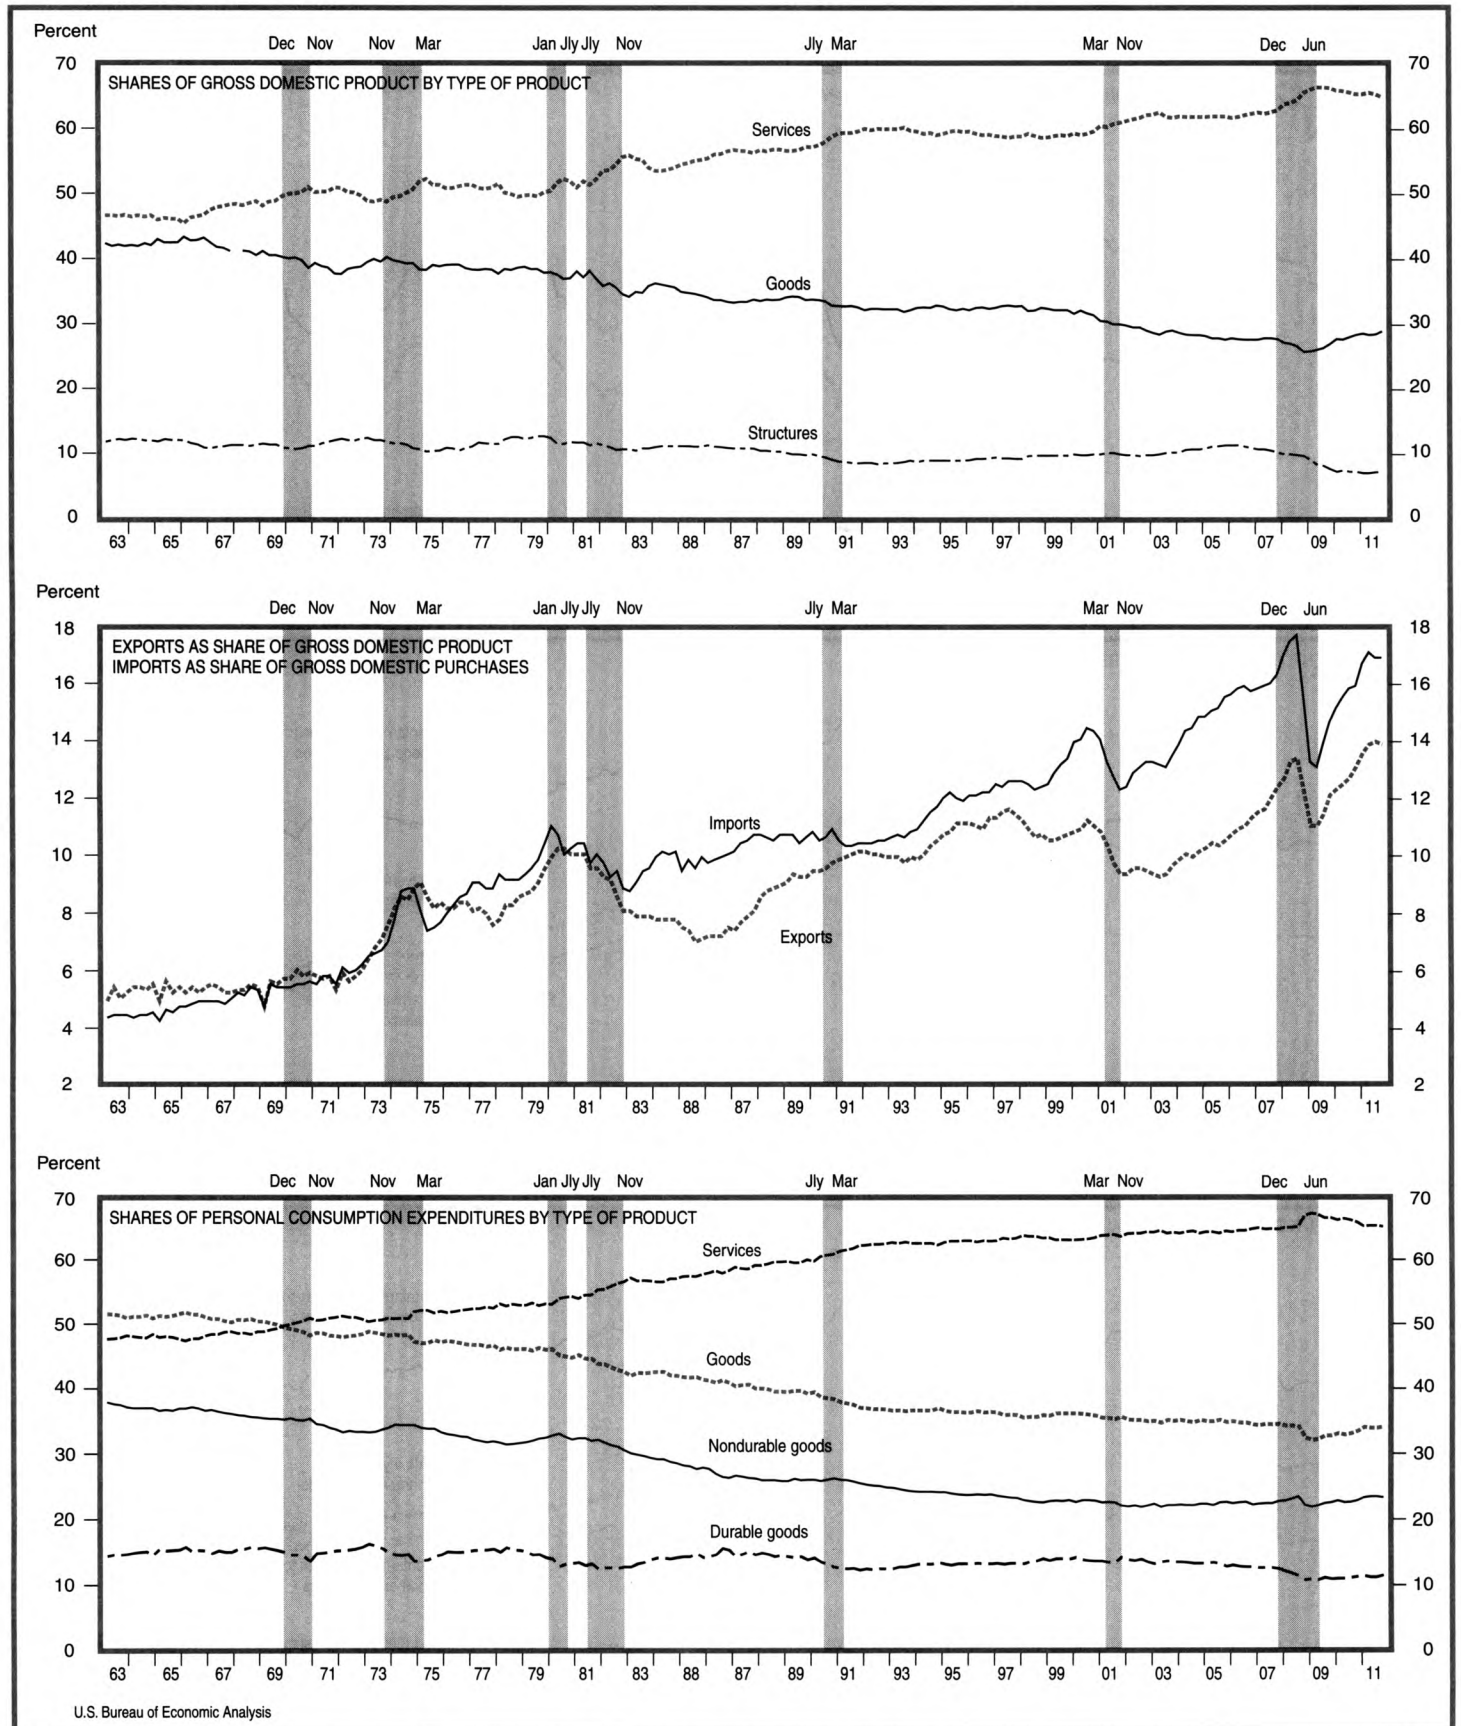 Percent
Dec Nov Nov Mar Jan Jly Jly Nov Jly Mar Mar Nov Dec Jun
70 70
SHARES OF GROSS DOMESTIC PRODUCT BY TYPE OF PRODUCT
60 Services 60
50 50
40 40
Goods
30 30
20 20
Structures
10 10
0 0
63 65 67 69 71 73 75 77 79 81 83 88 87 89 91 93 95 97 99 01 03 05 07 09 11
Percent
Dec Nov Nov Mar Jan Jly Jly Nov Jly Mar Mar Nov Dec Jun
18 18
EXPORTS AS SHARE OF GROSS DOMESTIC PRODUCT
IMPORTS AS SHARE OF GROSS DOMESTIC PURCHASES
16 16
14 14
12 12
Imports
10 10
8 8
Exports
6 6
4 4
2 2
63 65 67 69 71 73 75 77 79 81 83 88 87 89 91 93 95 97 99 01 03 05 07 09 11
Percent
Dec Nov Nov Mar Jan Jly Jly Nov Jly Mar Mar Nov Dec Jun
70 70
SHARES OF PERSONAL CONSUMPTION EXPENDITURES BY TYPE OF PRODUCT
Services
60 60
50 50
Goods
40 40
Nondurable goods
30 30
20 20
Durable goods
10 10
0 0
63 65 67 69 71 73 75 77 79 81 83 88 87 89 91 93 95 97 99 01 03 05 07 09 11
U.S. Bureau of Economic Analysis